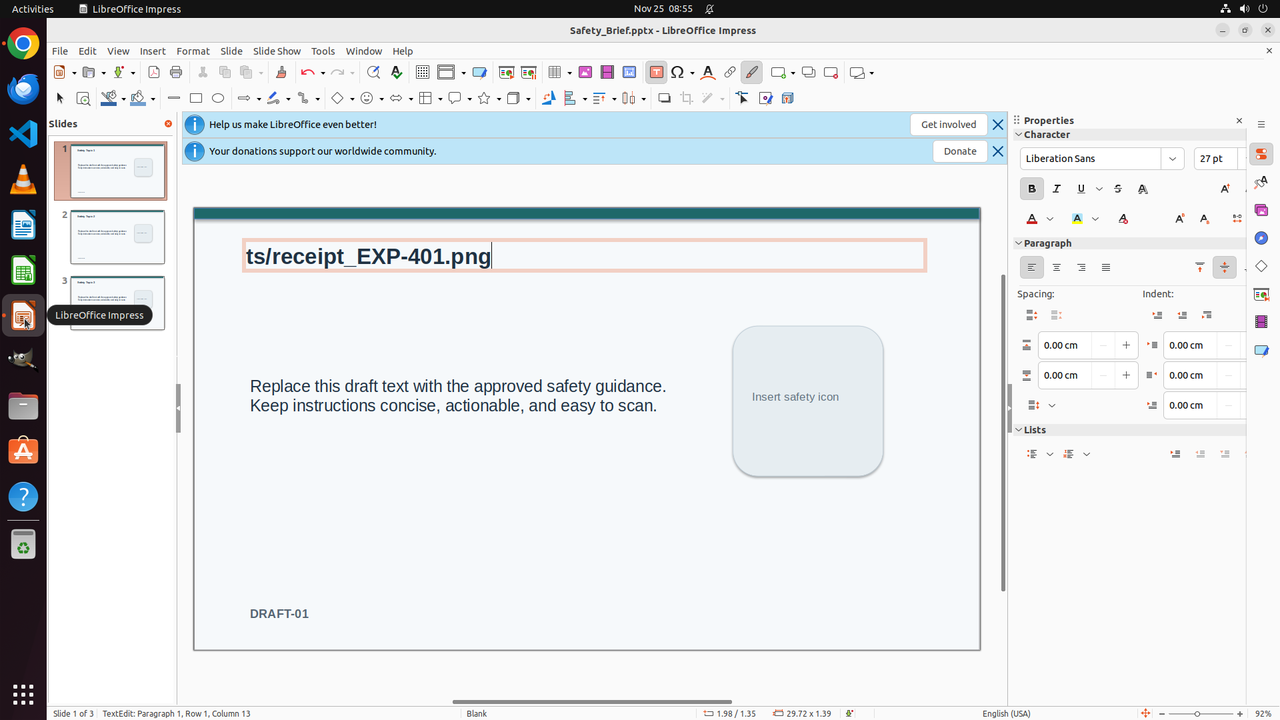 Activities
LibreOffice Impress
Nov 25 08:55
Safety_Brief.pptx - LibreOffice Impress
File Edit View Insert Format Slide Slide Show Tools Window Help
Slides
Help us make LibreOffice even better!
Get involved
Your donations support our worldwide community.
Donate
1
2
3
LibreOffice Impress
ts/receipt_EXP-401.png
Replace this draft text with the approved safety guidance.
Keep instructions concise, actionable, and easy to scan.
Insert safety icon
DRAFT-01
Properties
Character
Liberation Sans
27 pt
Paragraph
Spacing:
Indent:
0.00 cm
0.00 cm
0.00 cm
0.00 cm
0.00 cm
Lists
Slide 1 of 3
TextEdit: Paragraph 1, Row 1, Column 13
Blank
1.98 / 1.35
29.72 x 1.39
English (USA)
92%